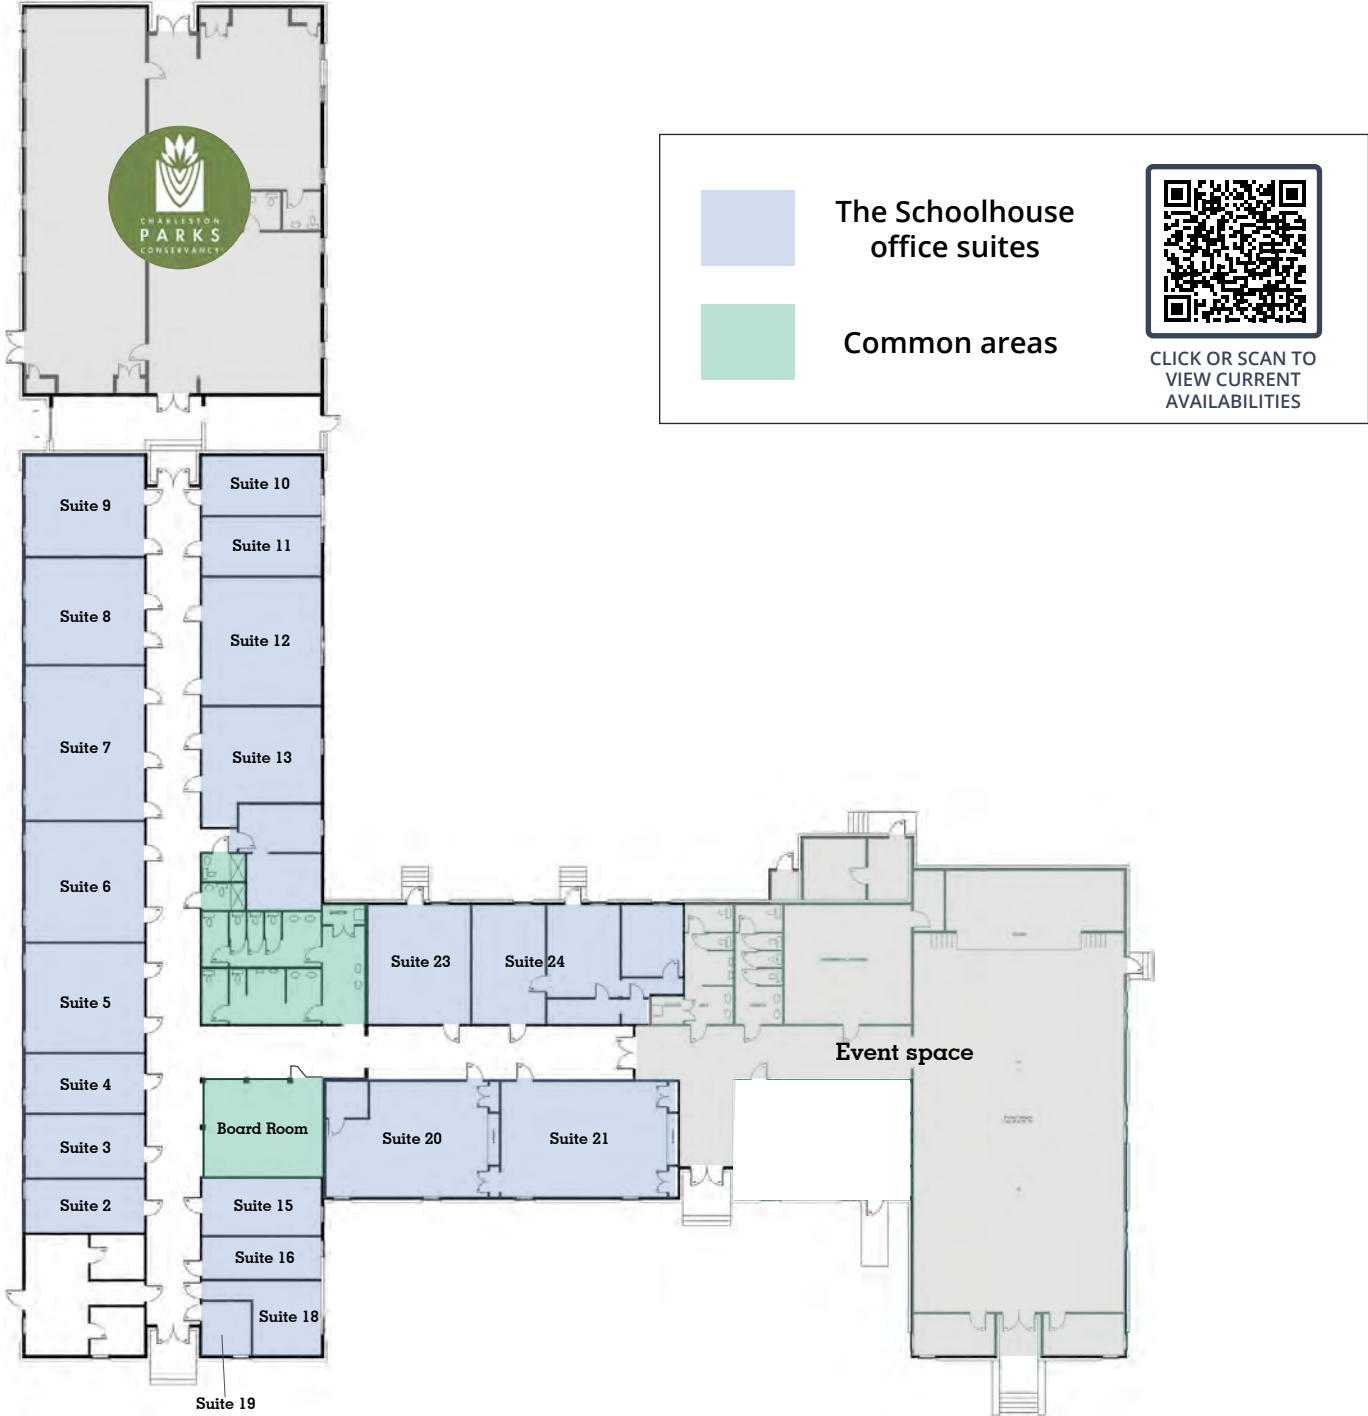 CHARLESTON
PARKS
CONSERVANCY
The Schoolhouse
office suites
Common areas
CLICK OR SCAN TO
VIEW CURRENT
AVAILABILITIES
Suite 9
Suite 10
Suite 11
Suite 8
Suite 12
Suite 7
Suite 13
Suite 6
Suite 5
Suite 23
Suite 24
Event space
Suite 4
Suite 3
Board Room
Suite 20
Suite 21
Suite 2
Suite 15
Suite 16
Suite 18
Suite 19